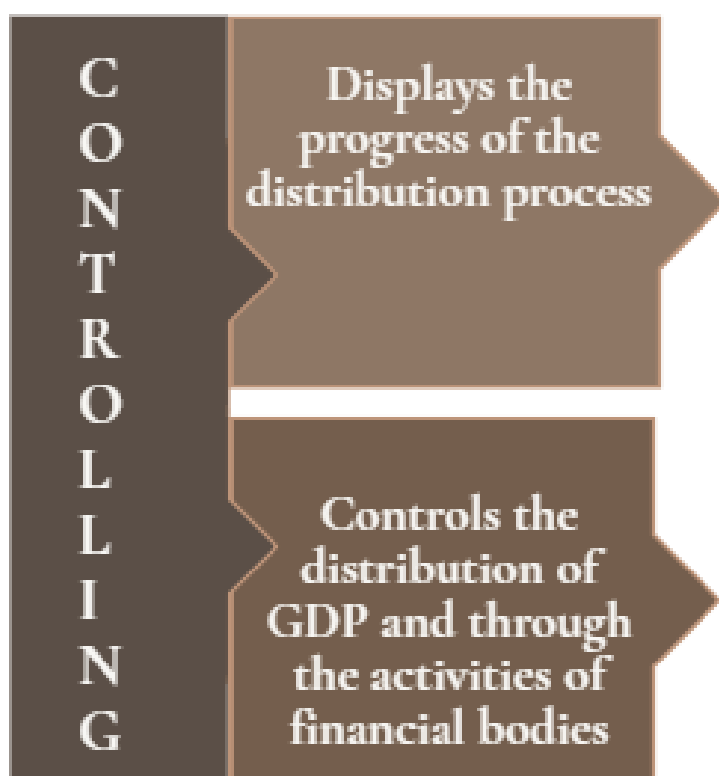 CONTROLLING
Displays the
progress of the
distribution process
Controls the
distribution of
GDP and through
the activities of
financial bodies